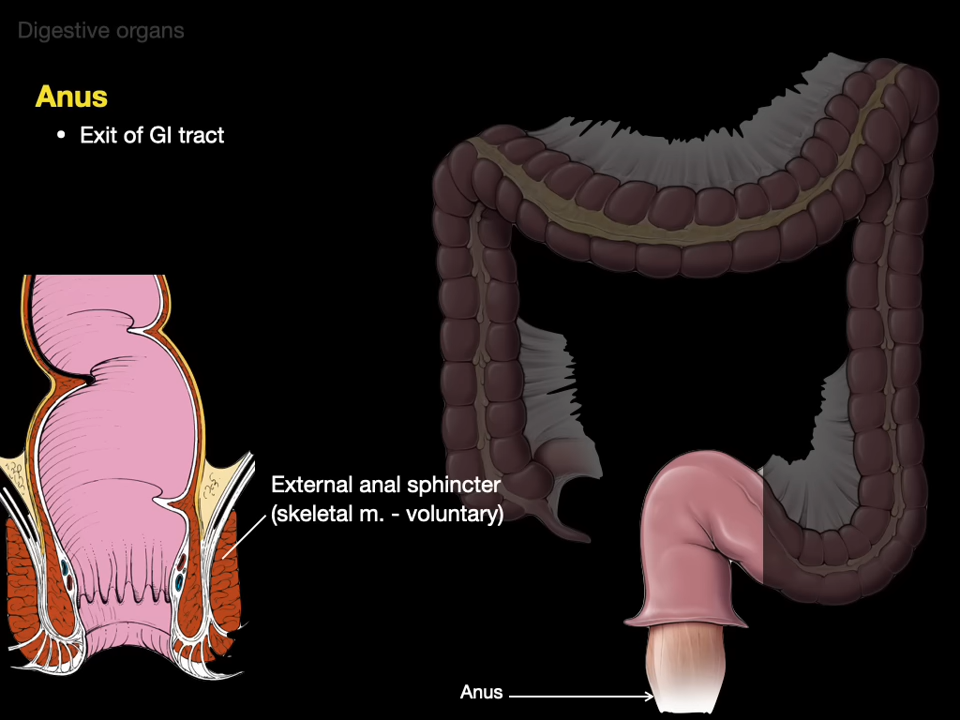 Digestive organs
Anus
• Exit of GI tract
External anal sphincter
(skeletal m. - voluntary)
Anus